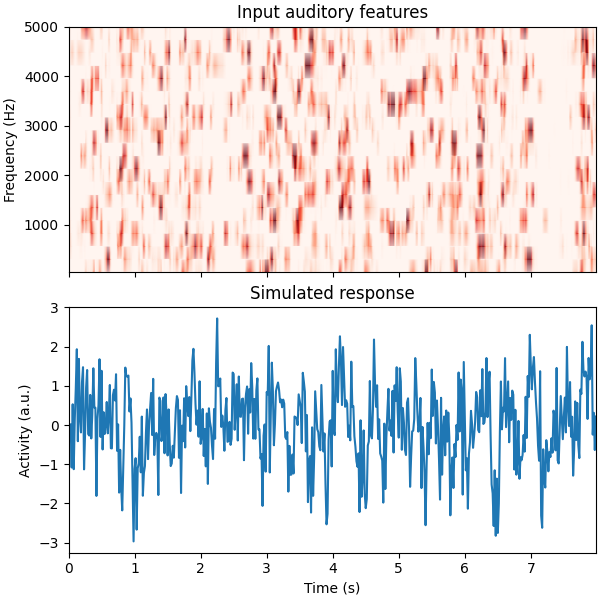 Input auditory features
5000
4000
3000
2000
1000
Frequency (Hz)
Simulated response
3
2
1
0
−1
−2
−3
Activity (a.u.)
0 1 2 3 4 5 6 7
Time (s)